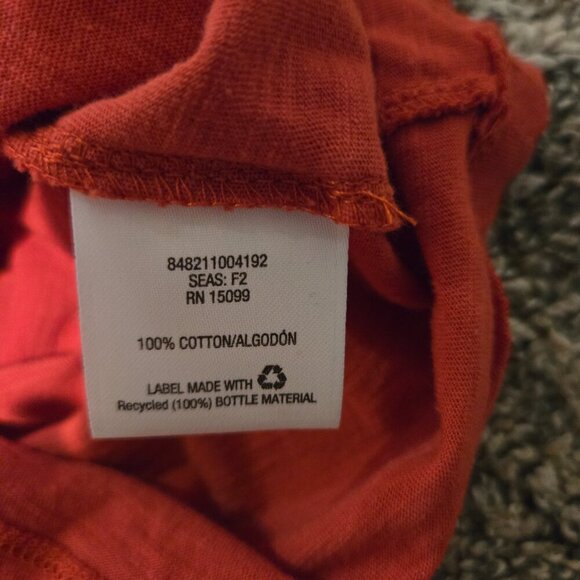 848211004192
SEAS: F2
RN 15099
100% COTTON/ALGODÓN
LABEL MADE WITH
Recycled (100%) BOTTLE MATERIAL